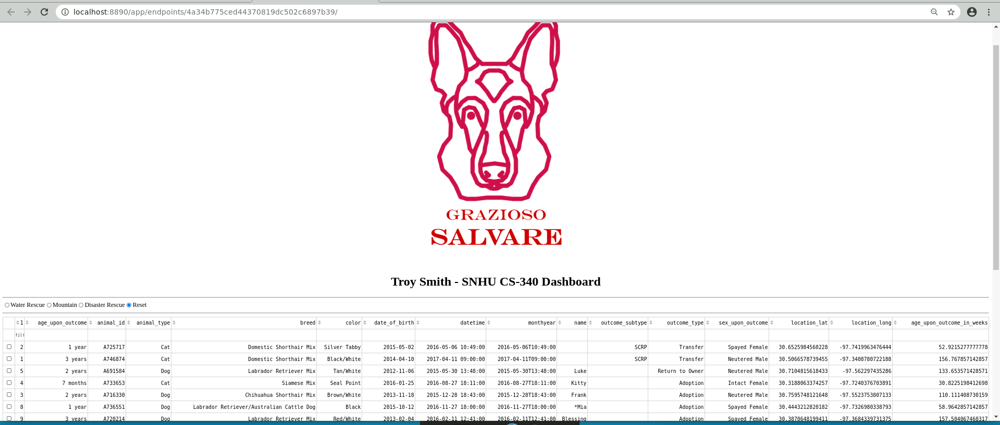 localhost:8890/app/endpoints/4a34b775ced44370819dc502c6897b39/
GRAZIOSO
SALVARE
Troy Smith - SNHU CS-340 Dashboard
Water Rescue Mountain Disaster Rescue Reset
1 age_upon_outcome animal_id animal_type breed color date_of_birth datetime monthyear name outcome_subtype outcome_type sex_upon_outcome location_lat location_long age_upon_outcome_in_weeks
filt
2 1 year A725717 Cat Domestic Shorthair Mix Silver Tabby 2015-05-02 2016-05-06 10:49:00 2016-05-06T10:49:00 SCRP Transfer Spayed Female 30.6525984560228 -97.7419963476444 52.9215277777778
1 3 years A746874 Cat Domestic Shorthair Mix Black/White 2014-04-10 2017-04-11 09:00:00 2017-04-11T09:00:00 SCRP Transfer Neutered Male 30.5066578739455 -97.3408780722188 156.767857142857
5 2 years A691584 Dog Labrador Retriever Mix Tan/White 2012-11-06 2015-05-30 13:48:00 2015-05-30T13:48:00 Luke Return to Owner Neutered Male 30.7104815618433 -97.562297435286 133.653571428571
4 7 months A733653 Cat Siamese Mix Seal Point 2016-01-25 2016-08-27 18:11:00 2016-08-27T18:11:00 Kitty Adoption Intact Female 30.3188063374257 -97.7240376703891 30.8225198412698
3 2 years A716330 Dog Chihuahua Shorthair Mix Brown/White 2013-11-18 2015-12-28 18:43:00 2015-12-28T18:43:00 Frank Adoption Neutered Male 30.7595748121648 -97.5523753807133 110.111408730159
8 1 year A736551 Dog Labrador Retriever/Australian Cattle Dog Black 2015-10-12 2016-11-27 18:00:00 2016-11-27T18:00:00 *Mia Adoption Spayed Female 30.4443212820182 -97.7326980338793 58.9642857142857
9 3 years A720214 Dog Labrador Retriever Mix Red/White 2013-02-04 2016-02-11 12:41:00 2016-02-11T12:41:00 Blessing Adoption Spayed Female 30.3870648199411 -97.3684339731375 157.504067460317